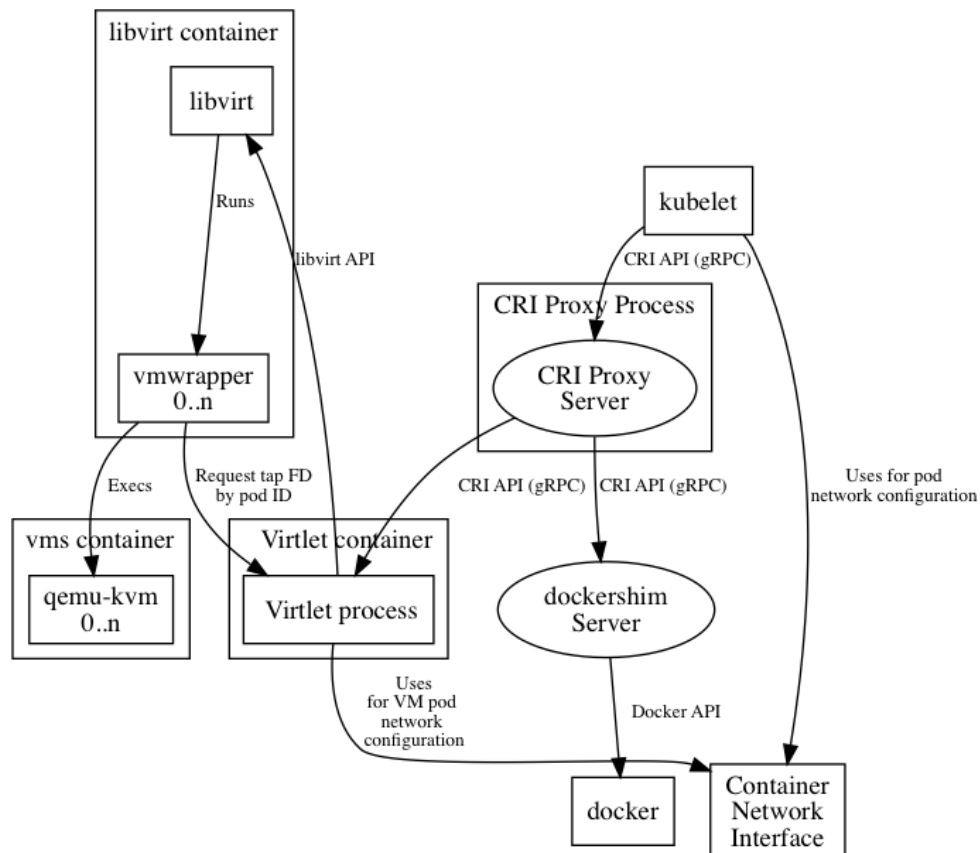 libvirt container
libvirt
Runs
kubelet
libvirt API
CRI API (gRPC)
CRI Proxy Process
vmwrapper
0..n
CRI Proxy
Server
Request tap FD
by pod ID
Execs
CRI API (gRPC)
CRI API (gRPC)
Uses for pod
network configuration
vms container
Virtlet container
qemu-kvm
0..n
Virtlet process
dockershim
Server
Uses
for VM pod
network
configuration
Docker API
docker
Container
Network
Interface